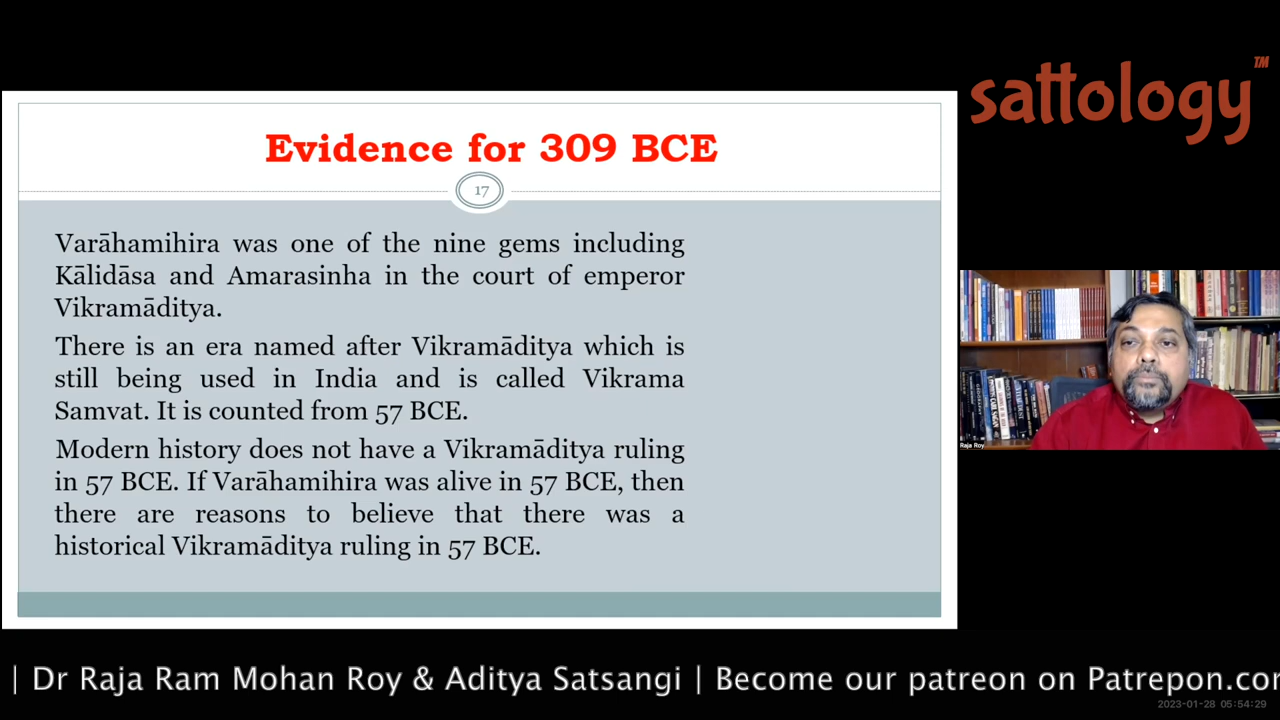 sattology™
Evidence for 309 BCE
17
Varāhamihira was one of the nine gems including
Kālidāsa and Amarasinha in the court of emperor
Vikramāditya.
There is an era named after Vikramāditya which is
still being used in India and is called Vikrama
Samvat. It is counted from 57 BCE.
Modern history does not have a Vikramāditya ruling
in 57 BCE. If Varāhamihira was alive in 57 BCE, then
there are reasons to believe that there was a
historical Vikramāditya ruling in 57 BCE.
Raja Roy
| Dr Raja Ram Mohan Roy & Aditya Satsangi | Become our patreon on Patrepon.com
2023-01-28 05:54:29